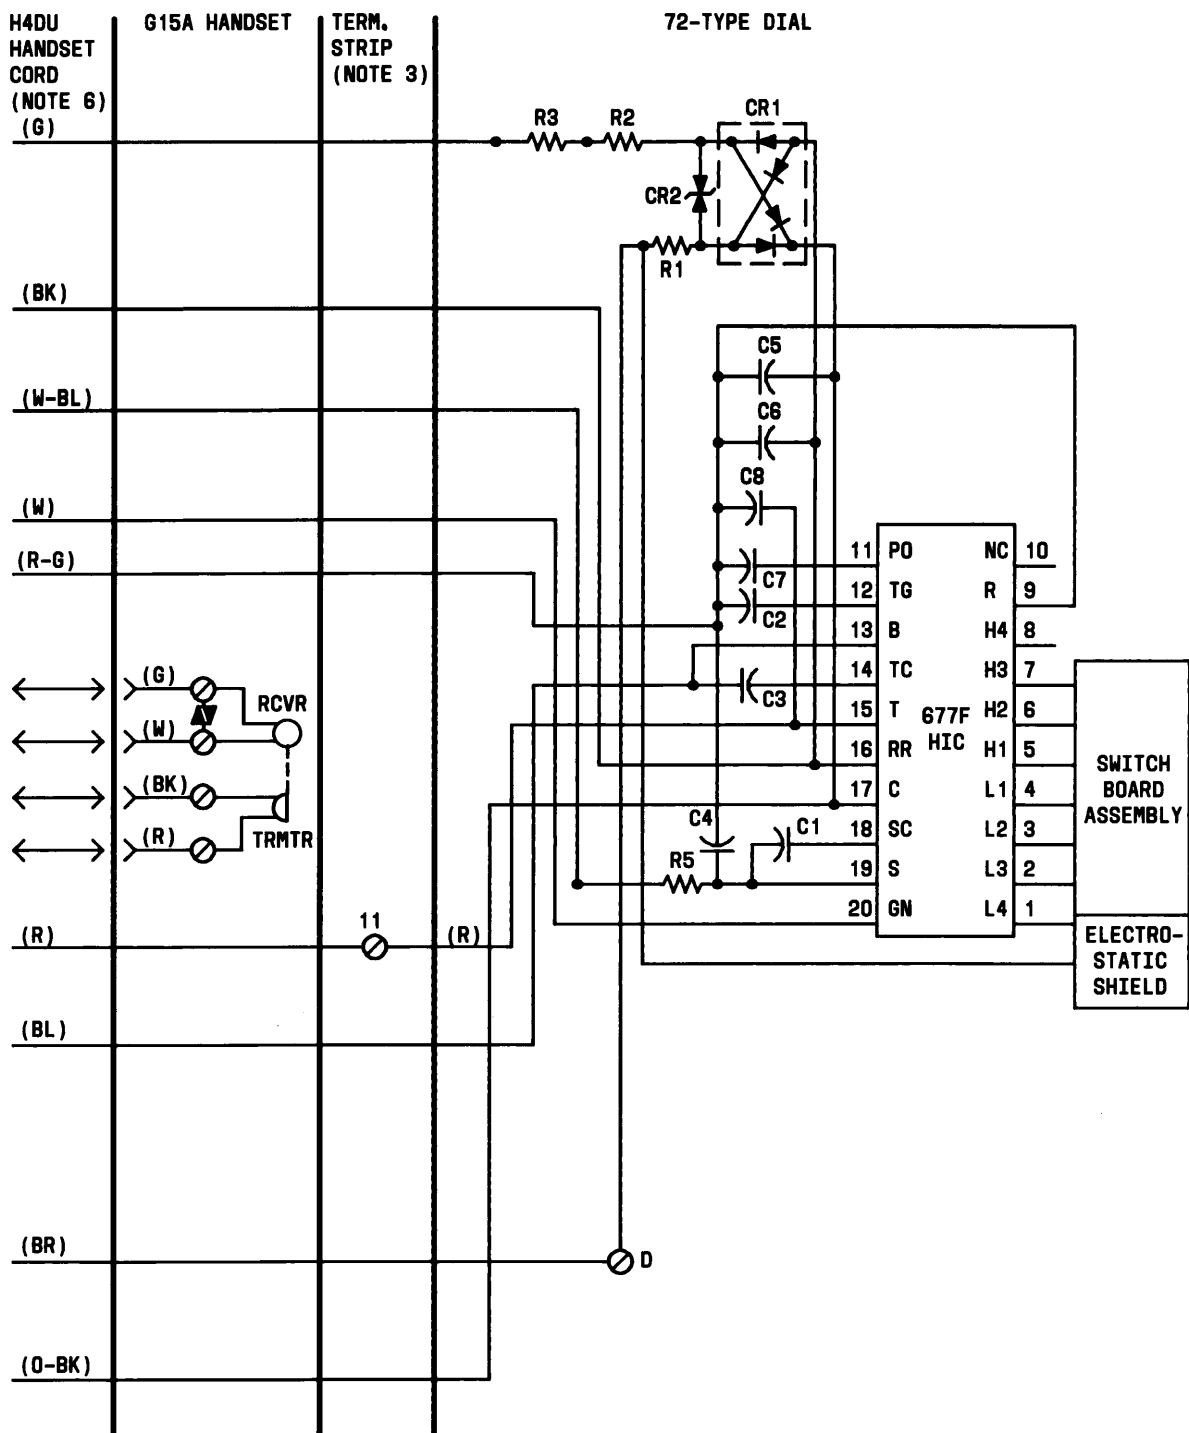 H4DU
HANDSET
CORD
(NOTE 6)
G15A HANDSET
TERM.
STRIP
(NOTE 3)
72-TYPE DIAL
(G)
R3
R2
CR1
CR2
R1
(BK)
C5
(W-BL)
C6
C8
(W)
(R-G)
C7
C2
C3
11 PO NC 10
12 TG R 9
13 B H4 8
14 TC H3 7
15 T H2 6
677F
HIC
16 RR H1 5
17 C L1 4
18 SC L2 3
19 S L3 2
20 GN L4 1
SWITCH
BOARD
ASSEMBLY
ELECTRO-
STATIC
SHIELD
(G)
RCVR
(W)
(BK)
(R)
TRMTR
C4
C1
R5
(R)
11
(R)
(BL)
(BR)
D
(O-BK)